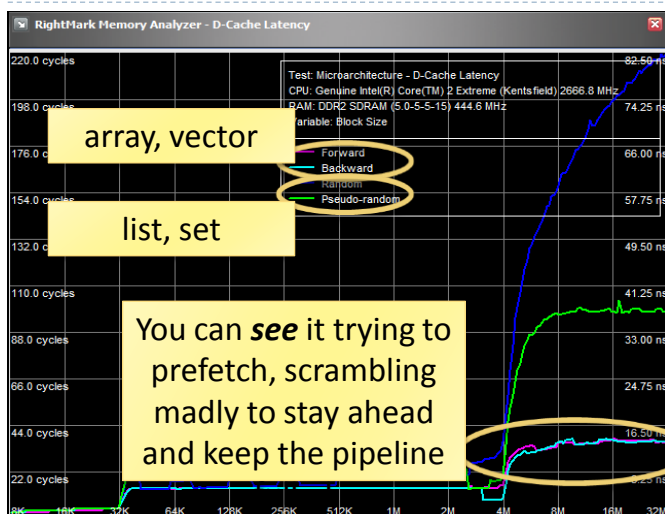 RightMark Memory Analyzer - D-Cache Latency
220.0 cycles
82.50 ns
Test: Microarchitecture - D-Cache Latency
CPU: Genuine Intel(R) Core(TM) 2 Extreme (Kentsfield) 2666.8 MHz
RAM: DDR2 SDRAM (5.0-5-5-15) 444.6 MHz
Variable: Block Size
198.0 cycles
74.25 ns
array, vector
176.0
66.00 ns
Forward
Backward
Random
Pseudo-random
154.0
57.75 ns
list, set
132.0
49.50 ns
110.0 cycles
41.25 ns
You can see it trying to
prefetch, scrambling
madly to stay ahead
and keep the pipeline
88.0 cycles
33.00 ns
66.0 cycles
24.75 ns
44.0 cycles
16.50 ns
22.0 cycles
8K 16K 32K 64K 128K 256K 512K 1M 2M 4M 8M 16M 32M